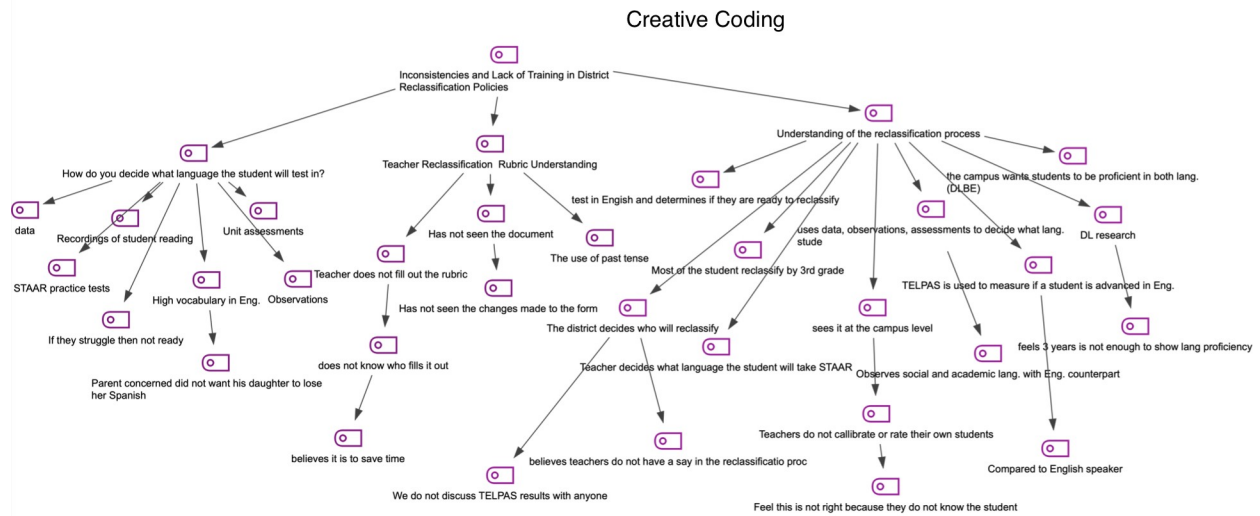 Creative Coding
Inconsistencies and Lack of Training in District
Reclassification Policies
How do you decide what language the student will test in?
Teacher Reclassification Rubric Understanding
Understanding of the reclassification process
data
Recordings of student reading
Unit assessments
STAAR practice tests
High vocabulary in Eng.
Observations
If they struggle then not ready
Parent concerned did not want his daughter to lose
her Spanish
Teacher does not fill out the rubric
Has not seen the document
The use of past tense
Has not seen the changes made to the form
does not know who fills it out
believes it is to save time
test in Engish and determines if they are ready to reclassify
the campus wants students to be proficient in both lang.
(DLBE)
uses data, observations, assessments to decide what lang.
stude
DL research
Most of the student reclassify by 3rd grade
TELPAS is used to measure if a student is advanced in Eng.
The district decides who will reclassify
sees it at the campus level
feels 3 years is not enough to show lang proficiency
Teacher decides what language the student will take STAAR
Observes social and academic lang. with Eng. counterpart
Teachers do not callibrate or rate their own students
believes teachers do not have a say in the reclassificatio proc
Compared to English speaker
We do not discuss TELPAS results with anyone
Feel this is not right because they do not know the student